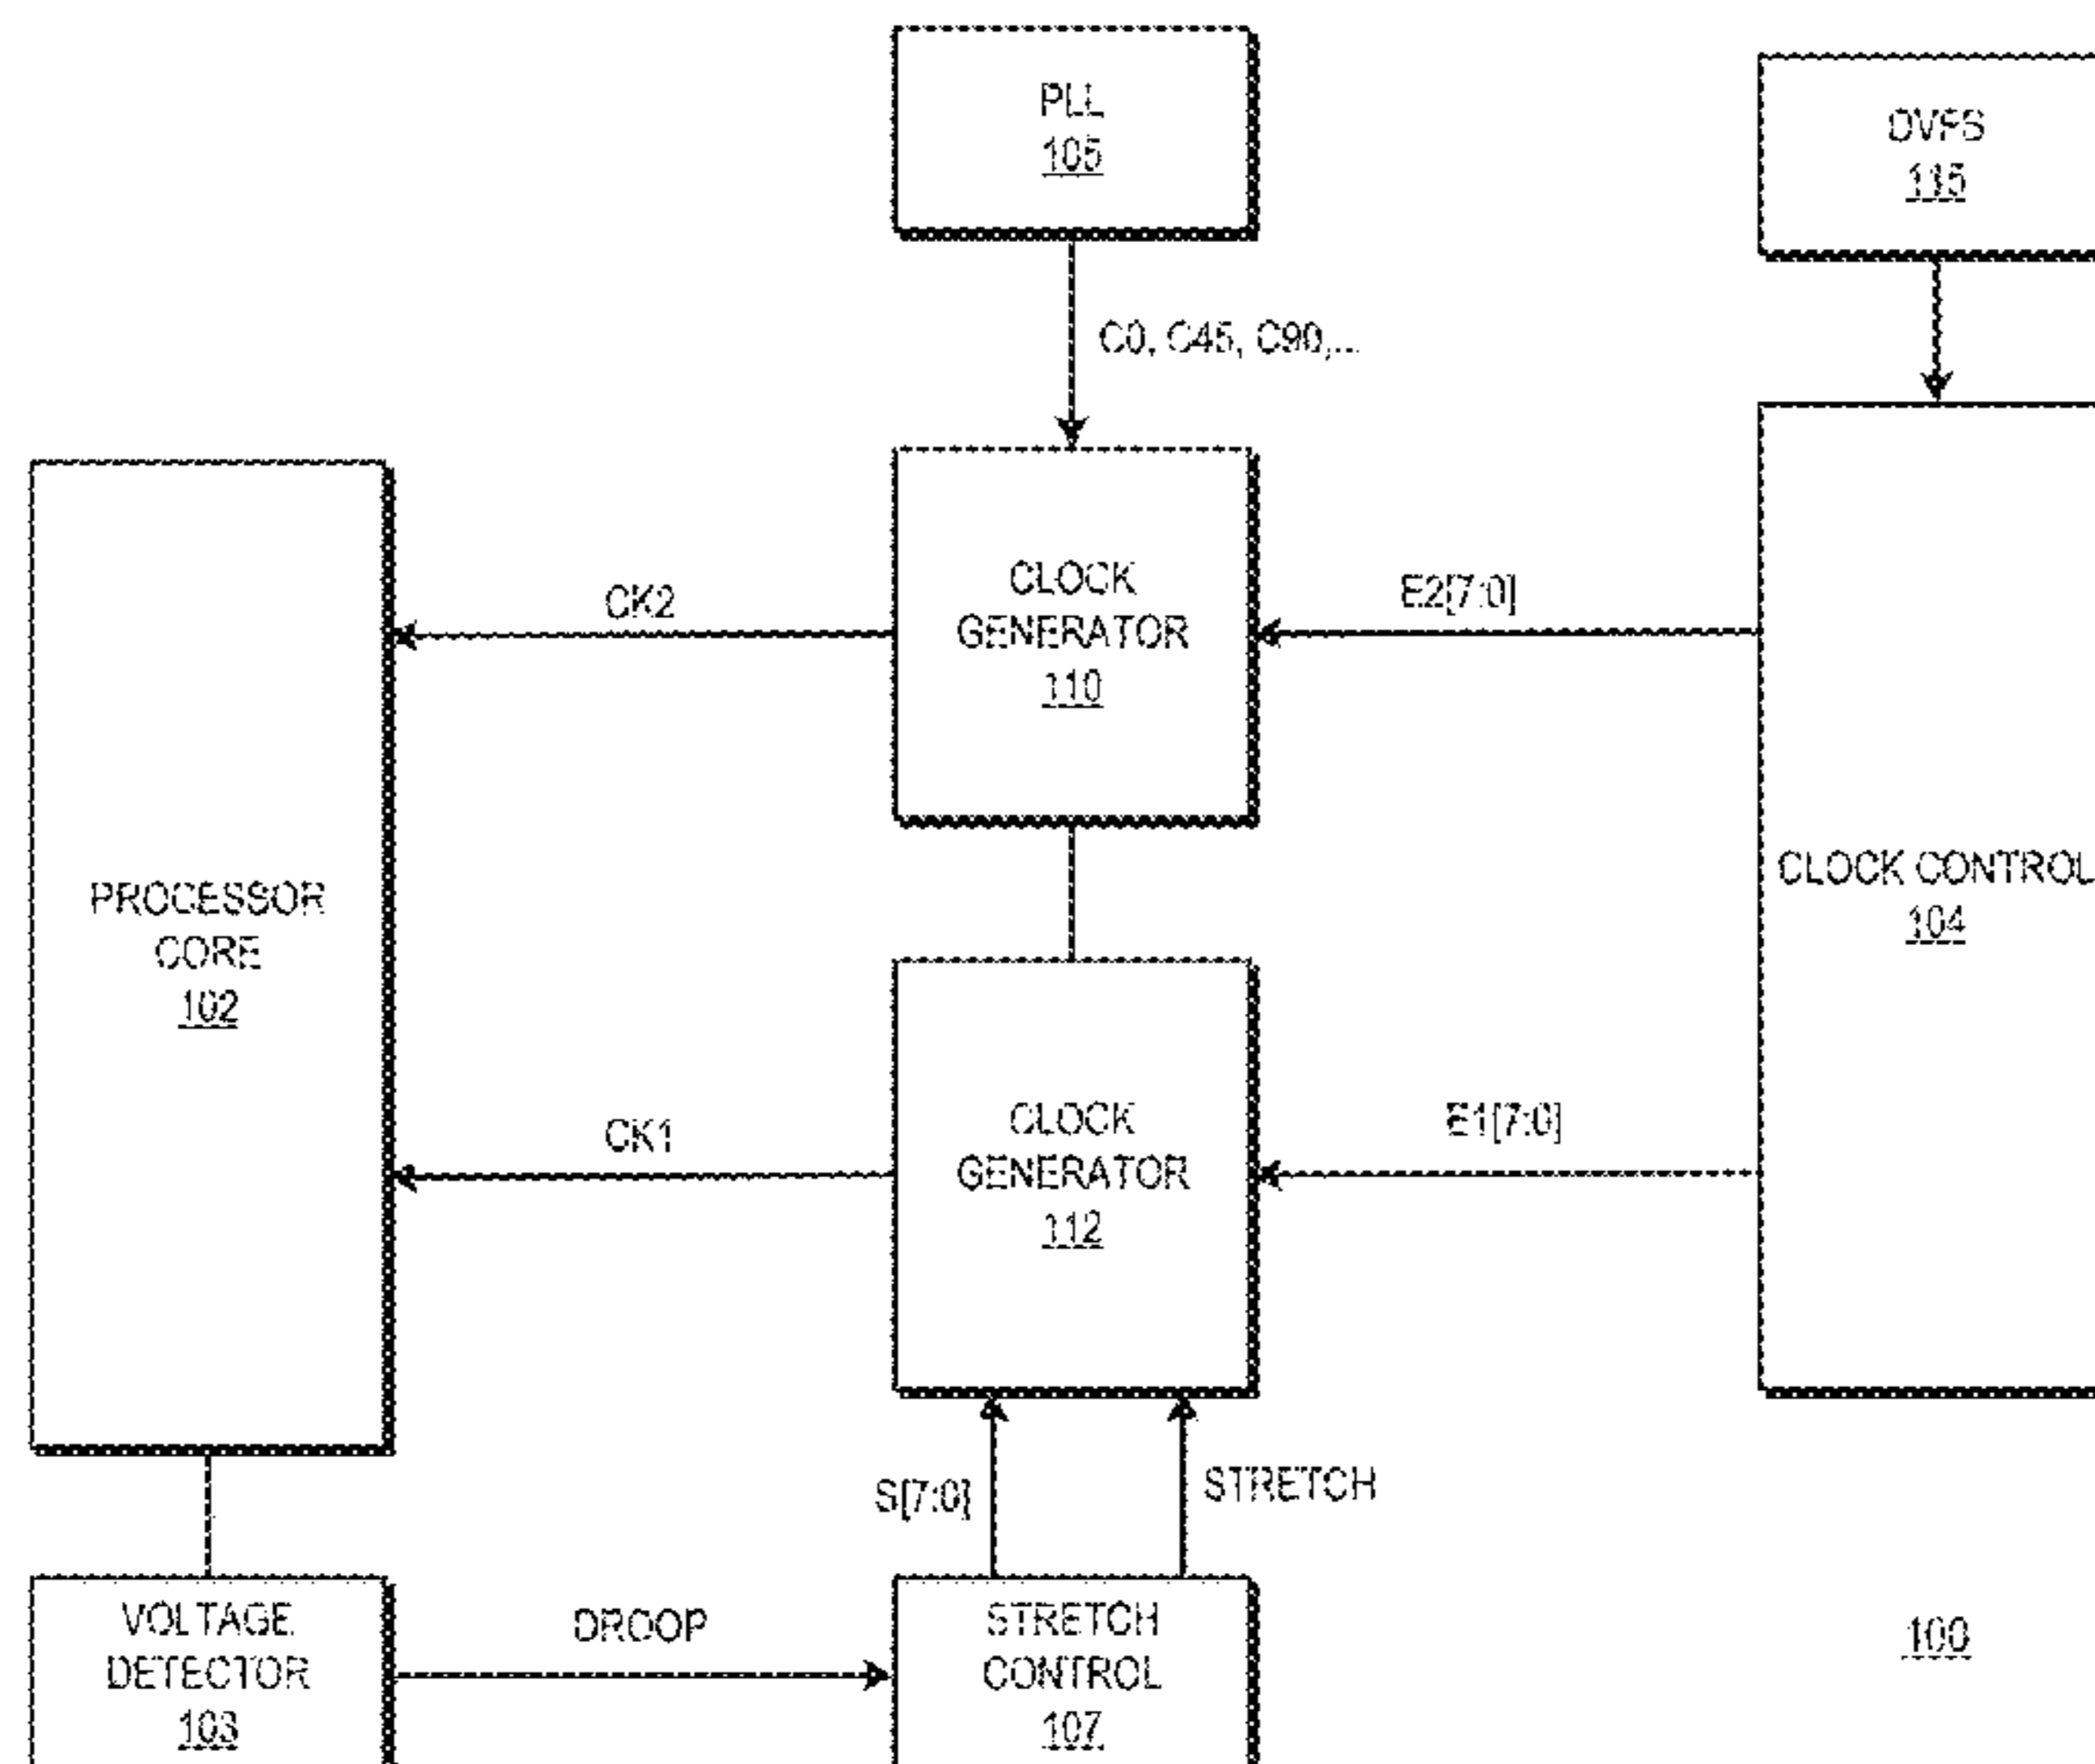 PLL
105
DVFS
115
C0, C45, C90,...
CLOCK
GENERATOR
110
CK2
E2[7:0]
PROCESSOR
CORE
102
CLOCK CONTROL
104
CLOCK
GENERATOR
112
CK1
E1[7:0]
S[7:0]
STRETCH
VOLTAGE
DETECTOR
108
DROOP
STRETCH
CONTROL
107
100